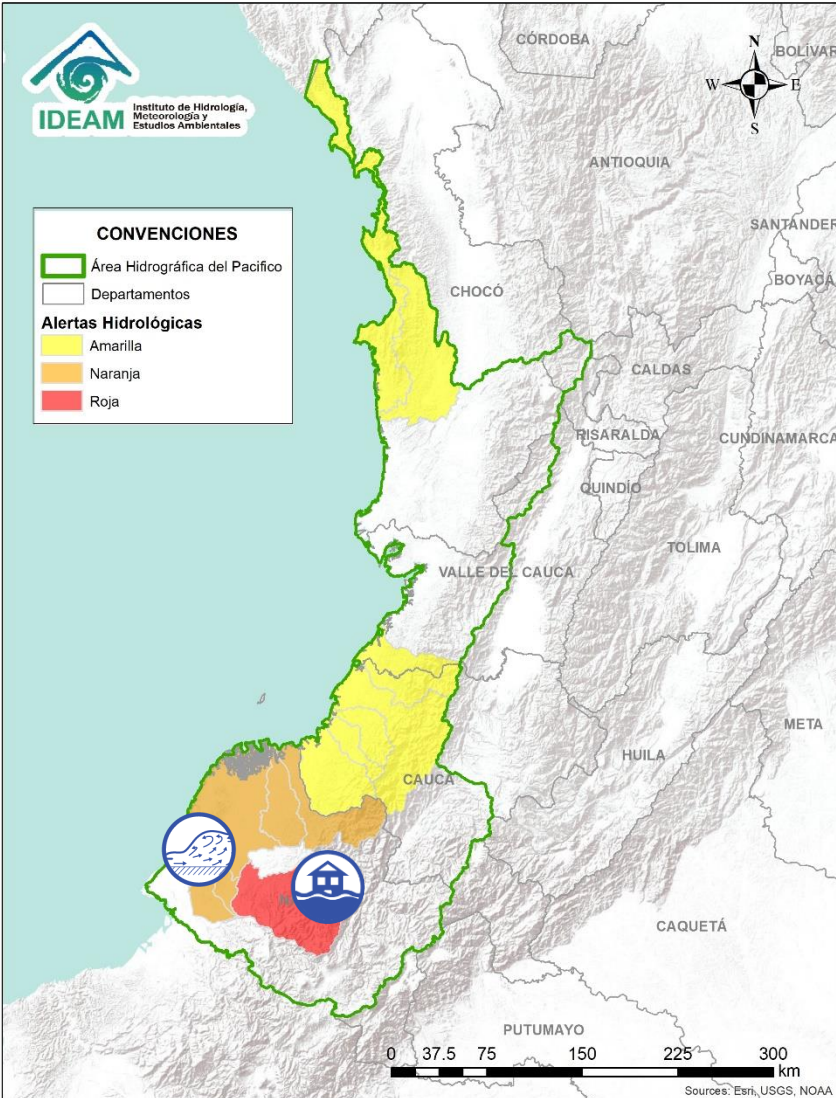 IDEAM
Instituto de Hidrología,
Meteorología y
Estudios Ambientales
N
W E
S
CÓRDOBA
BOLÍVAR
ANTIOQUIA
SANTANDER
BOYACÁ
CHOCÓ
CALDAS
RISARALDA
CUNDINAMARCA
QUINDÍO
TOLIMA
VALLE DEL CAUCA
META
HUILA
CAUCA
CAQUETÁ
PUTUMAYO
CONVENCIONES
Área Hidrográfica del Pacifico
Departamentos
Alertas Hidrológicas
Amarilla
Naranja
Roja
0 37.5 75 150 225 300
km
Sources: Esri, USGS, NOAA